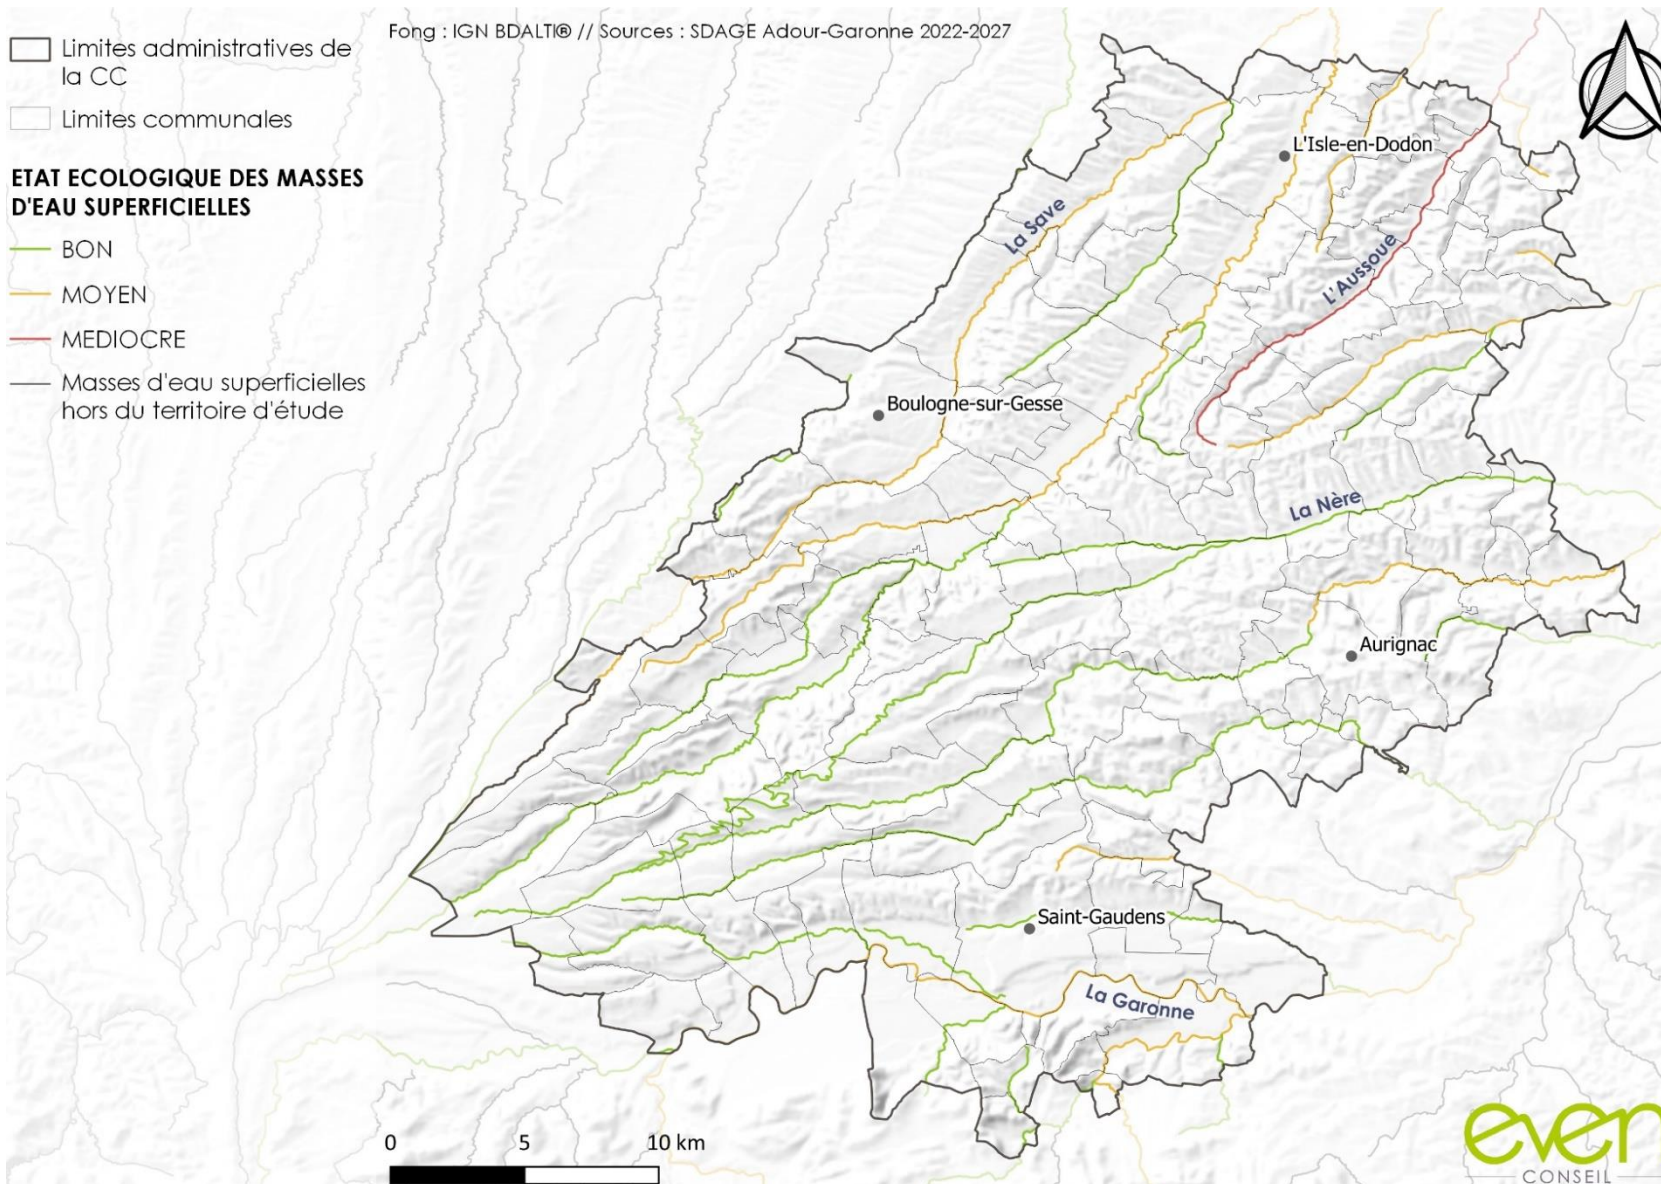 Fong : IGN BDALTI® // Sources : SDAGE Adour-Garonne 2022-2027
Limites administratives de
la CC
Limites communales
ETAT ECOLOGIQUE DES MASSES
D'EAU SUPERFICIELLES
BON
MOYEN
MEDIOCRE
Masses d'eau superficielles
hors du territoire d'étude
L'Isle-en-Dodon
La Save
L'Aussoue
Boulogne-sur-Gesse
La Nère
Aurignac
Saint-Gaudens
La Garonne
0 5 10 km
even
CONSEIL